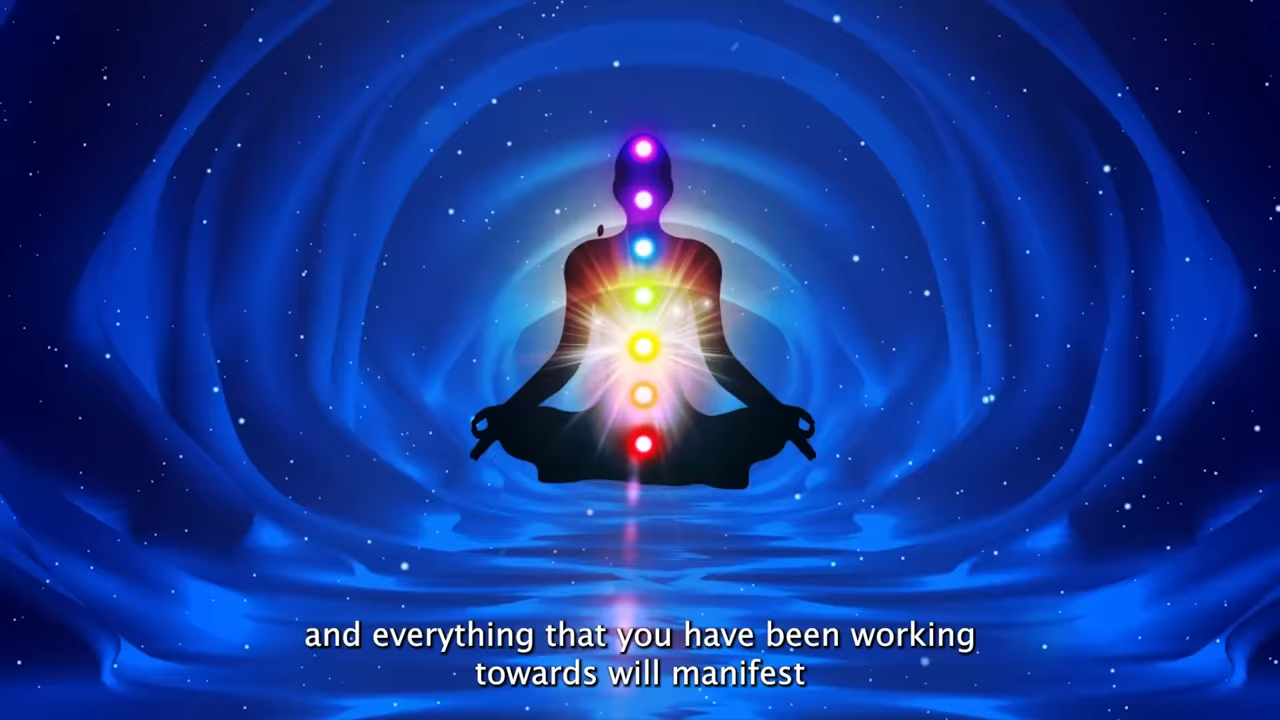 and everything that you have been working
towards will manifest